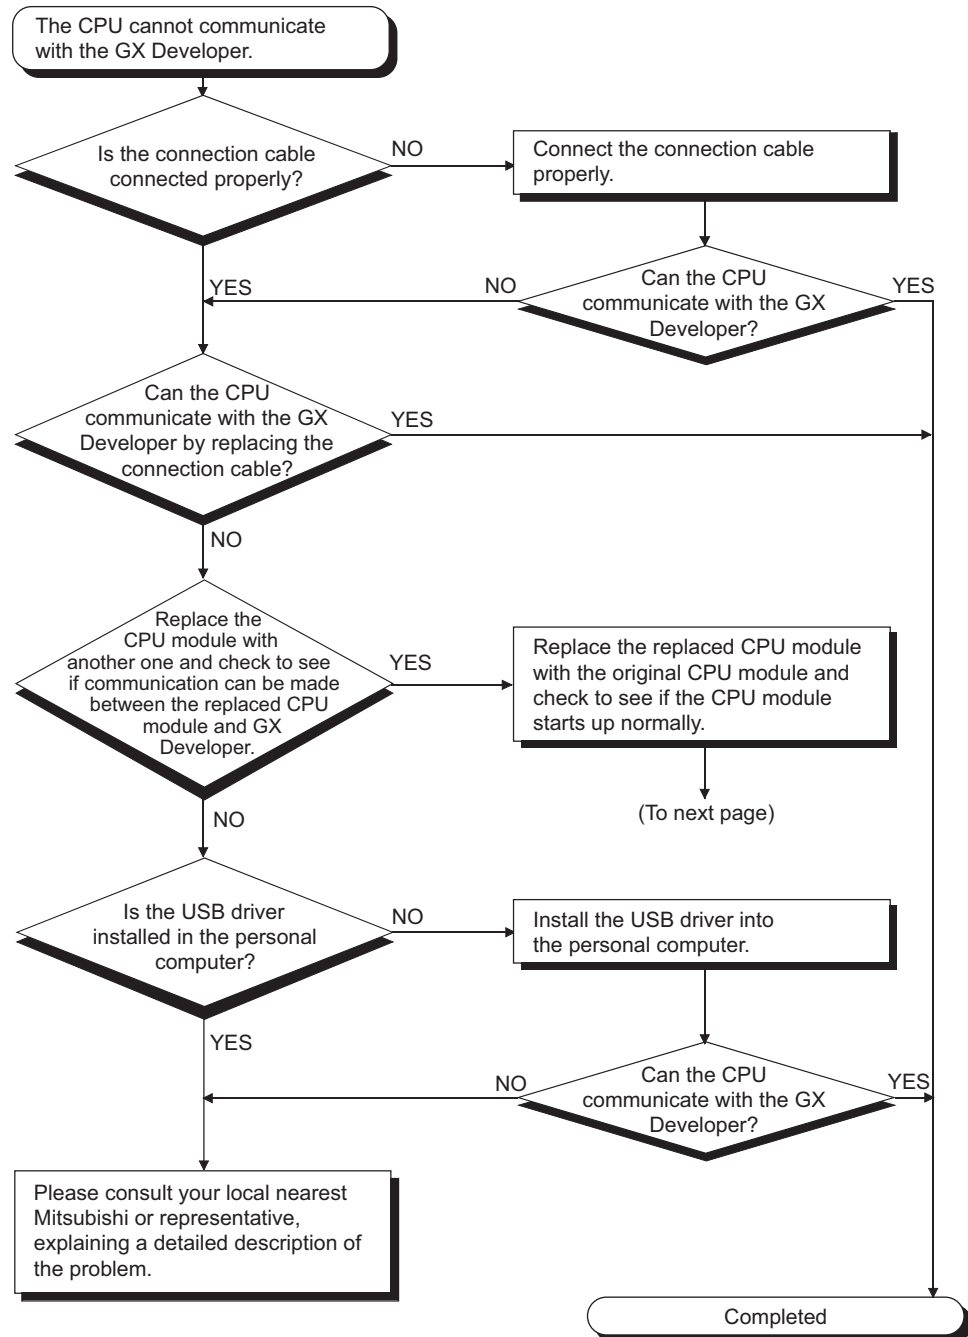 The CPU cannot communicate
with the GX Developer.
Is the connection cable
connected properly?
NO
Connect the connection cable
properly.
YES
NO
Can the CPU
communicate with the GX
Developer?
YES
Can the CPU
communicate with the GX
Developer by replacing the
connection cable?
YES
NO
Replace the
CPU module with
another one and check to see
if communication can be made
between the replaced CPU
module and GX
Developer.
YES
Replace the replaced CPU module
with the original CPU module and
check to see if the CPU module
starts up normally.
(To next page)
NO
Is the USB driver
installed in the personal
computer?
NO
Install the USB driver into
the personal computer.
YES
NO
Can the CPU
communicate with the GX
Developer?
YES
Please consult your local nearest
Mitsubishi or representative,
explaining a detailed description of
the problem.
Completed